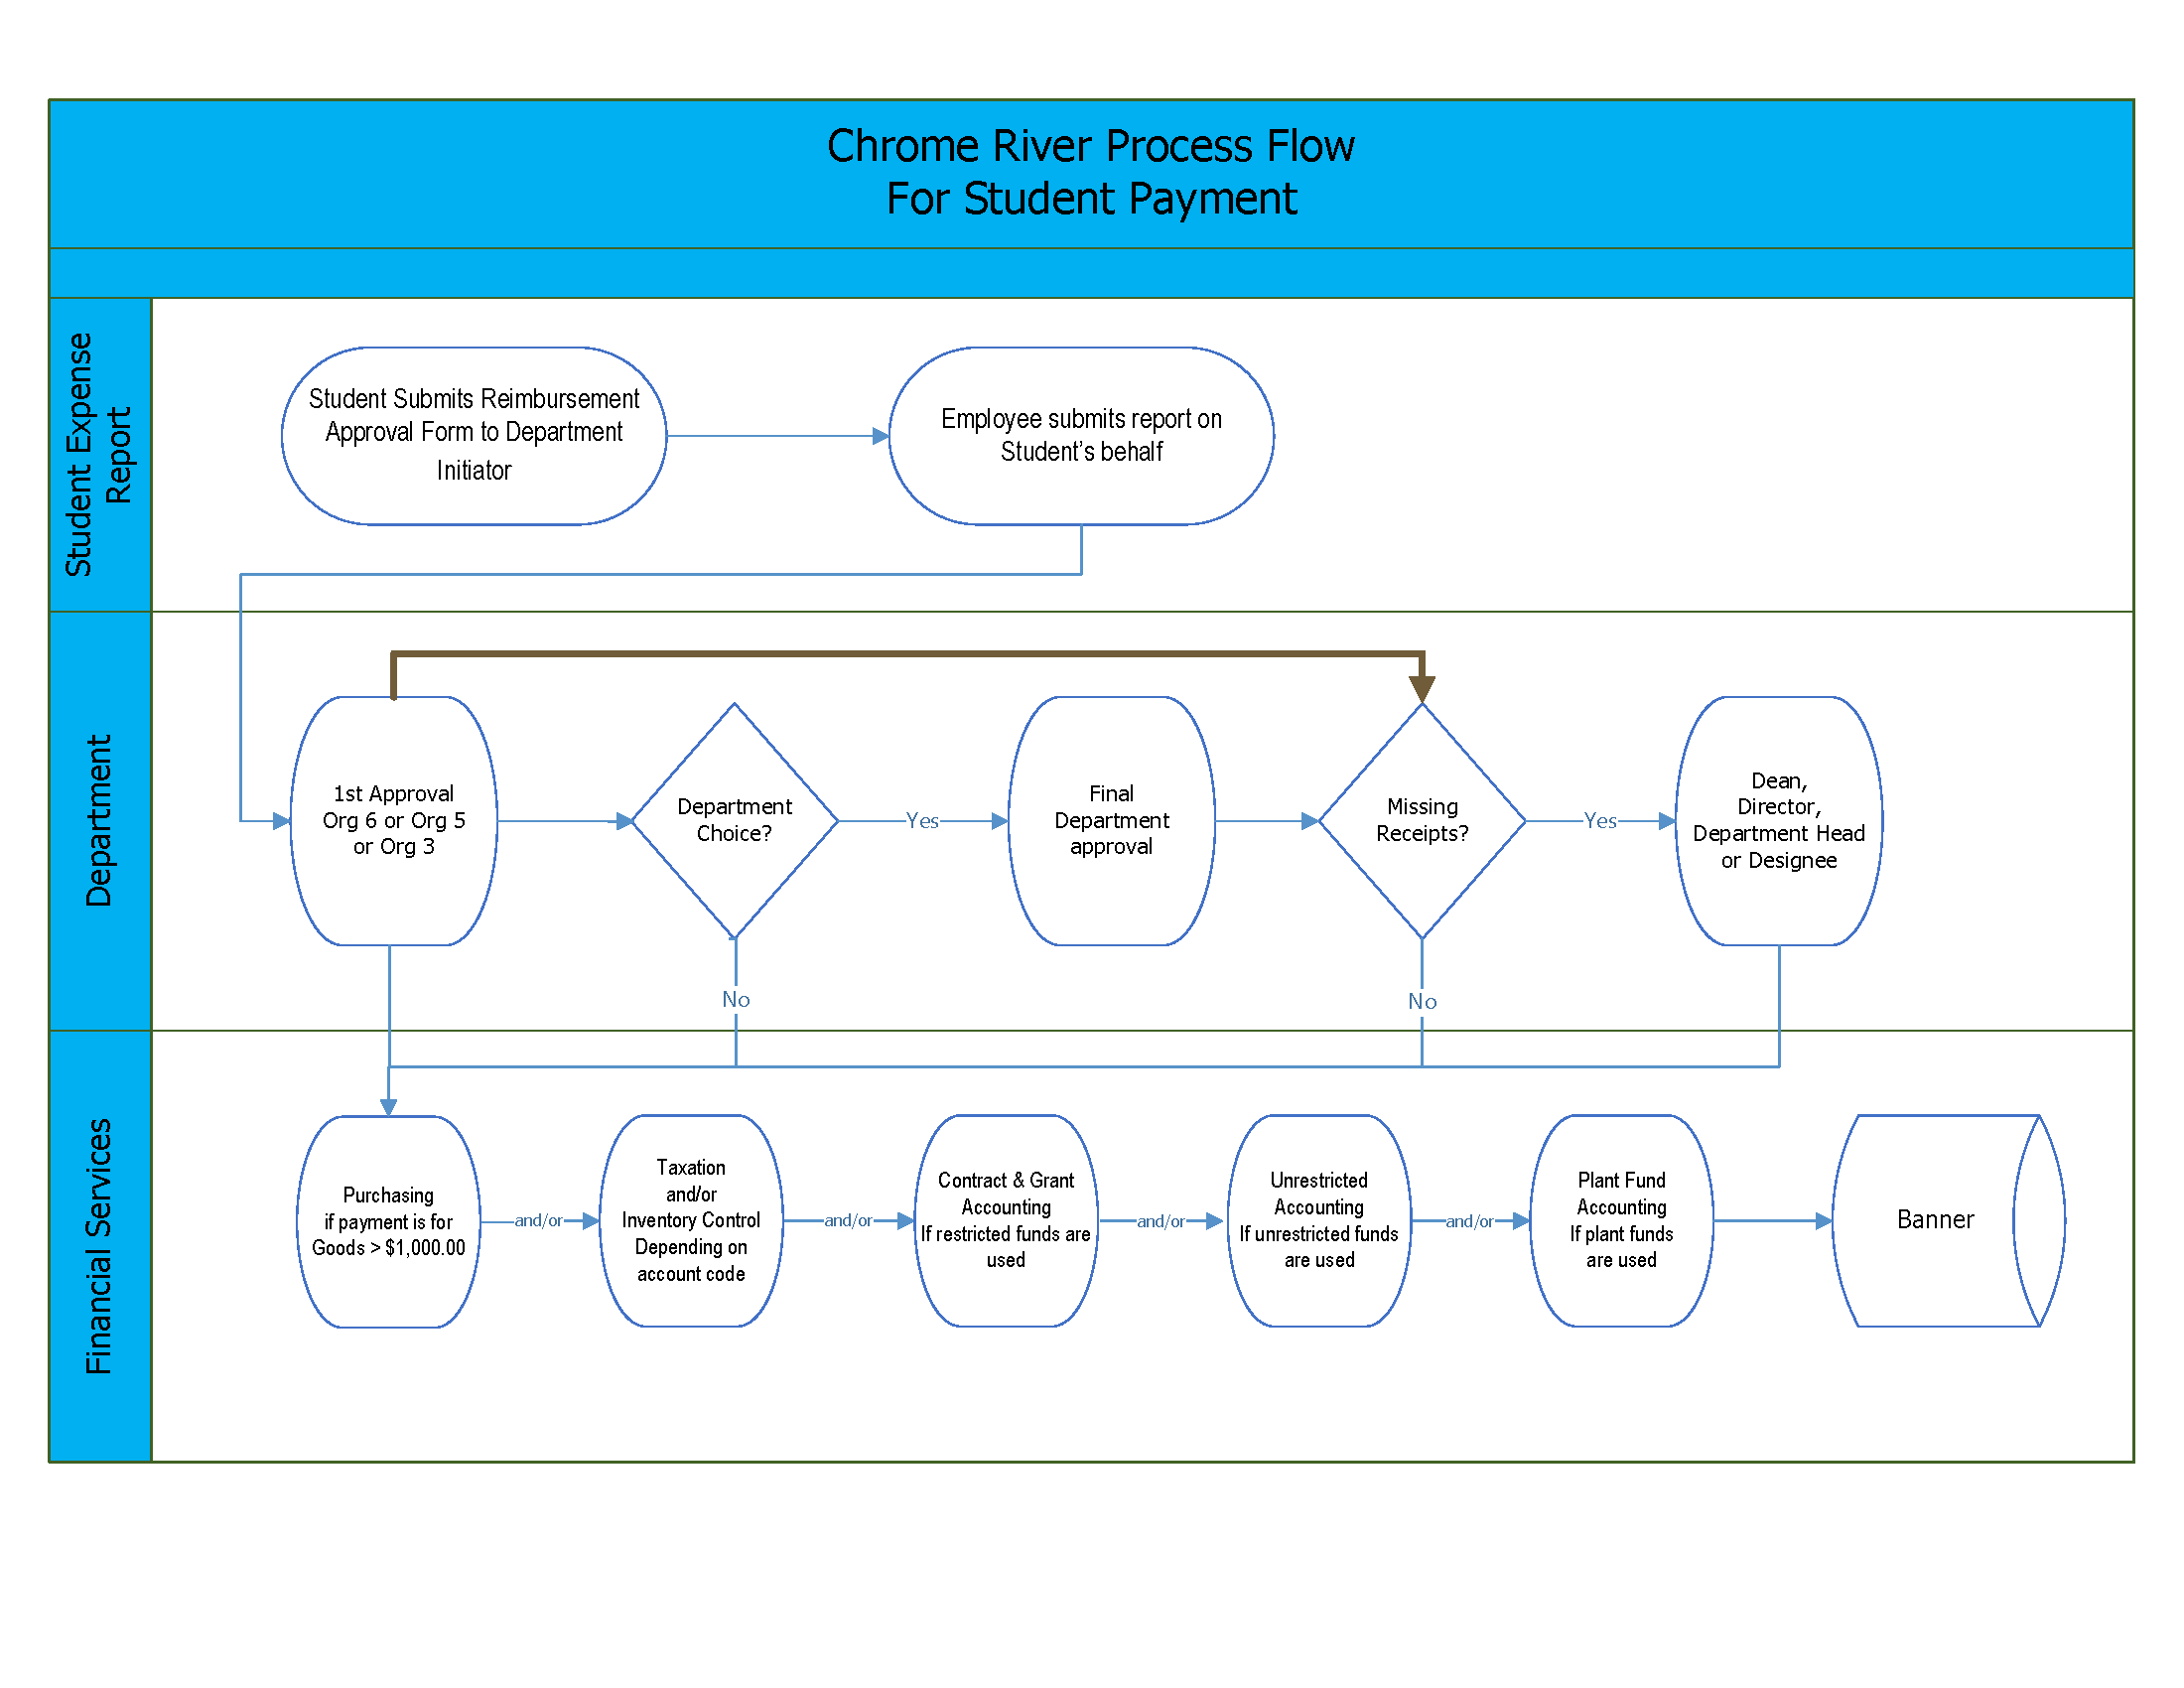 Chrome River Process Flow
For Student Payment
Student Expense
Report
Student Submits Reimbursement
Approval Form to Department
Initiator
Employee submits report on
Student’s behalf
Department
1st Approval
Org 6 or Org 5
or Org 3
Department
Choice?
Yes
Final
Department
approval
Missing
Receipts?
Yes
Dean,
Director,
Department Head
or Designee
No
No
Financial Services
Purchasing
if payment is for
Goods > $1,000.00
and/or
Taxation
and/or
Inventory Control
Depending on
account code
and/or
Contract & Grant
Accounting
If restricted funds are
used
and/or
Unrestricted
Accounting
If unrestricted funds
are used
and/or
Plant Fund
Accounting
If plant funds
are used
Banner